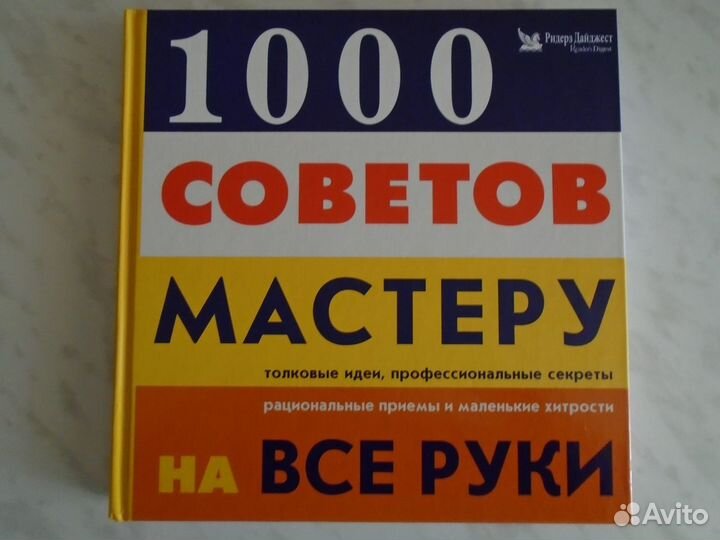 1000
Ридерз Дайджест
Reader's Digest
СОВЕТОВ
МАСТЕРУ
толковые идеи, профессиональные секреты
рациональные приемы и маленькие хитрости
НА ВСЕ РУКИ
Avito